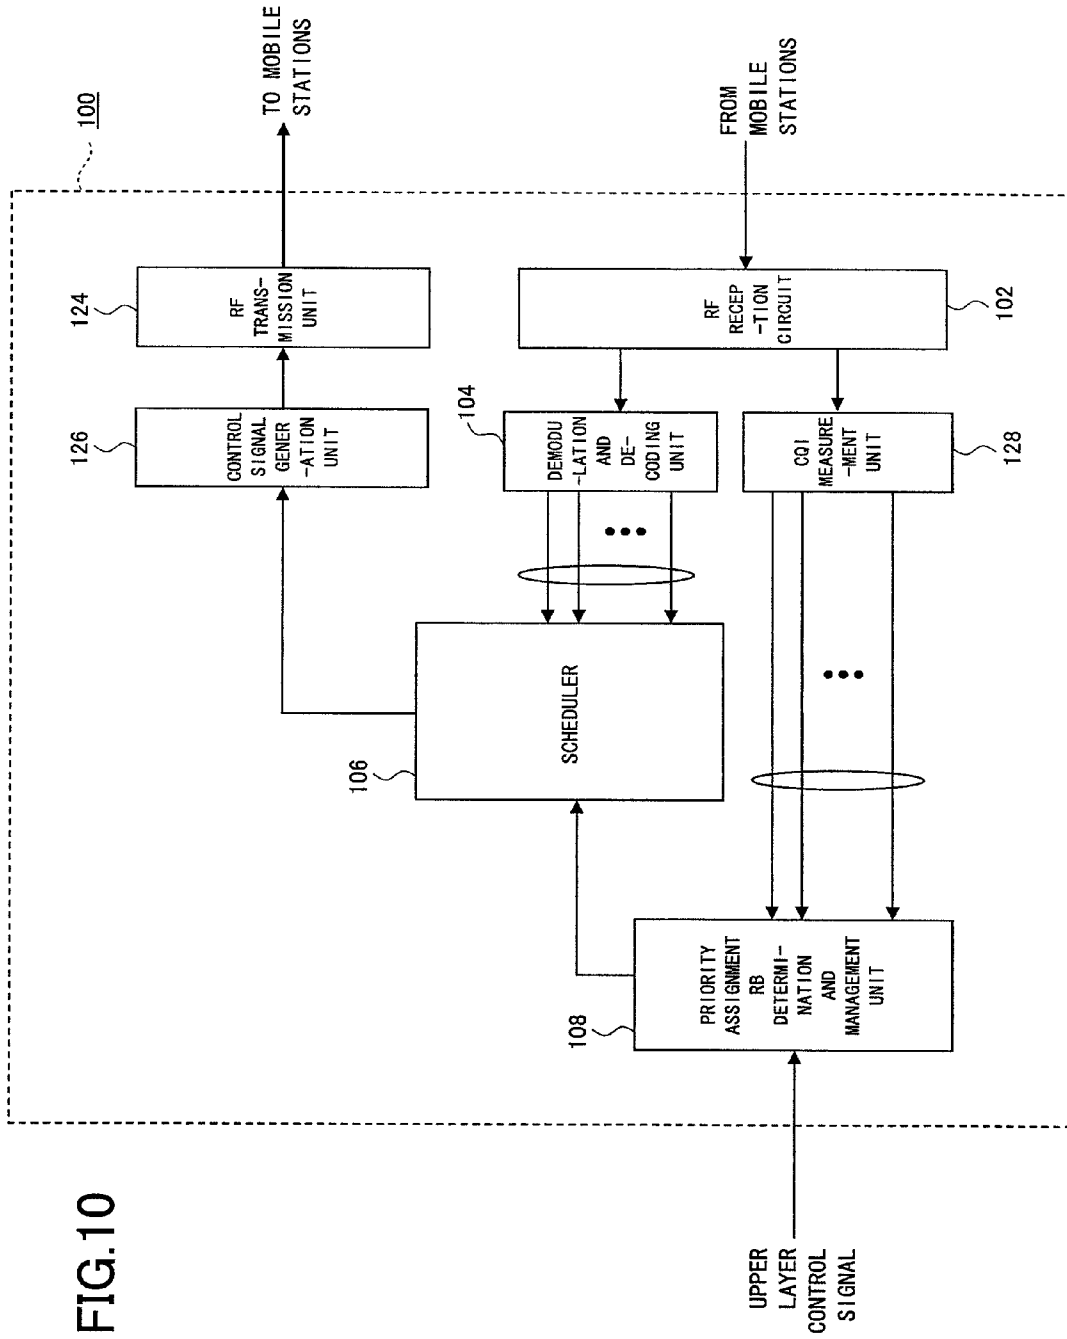 FIG.10
100
UPPER
LAYER
CONTROL
SIGNAL
108
PRIORITY
ASSIGNMENT
RB
DETERMI-
NATION
AND
MANAGEMENT
UNIT
106
SCHEDULER
126
CONTROL
SIGNAL
GENER
-ATION
UNIT
124
RF
TRANS-
MISSION
UNIT
TO MOBILE
STATIONS
104
DEMODU
-LATION
AND
DE-
CODING
UNIT
CQI
MEASURE
-MENT
UNIT
128
RF
RECEP
-TION
CIRCUIT
102
FROM
MOBILE
STATIONS